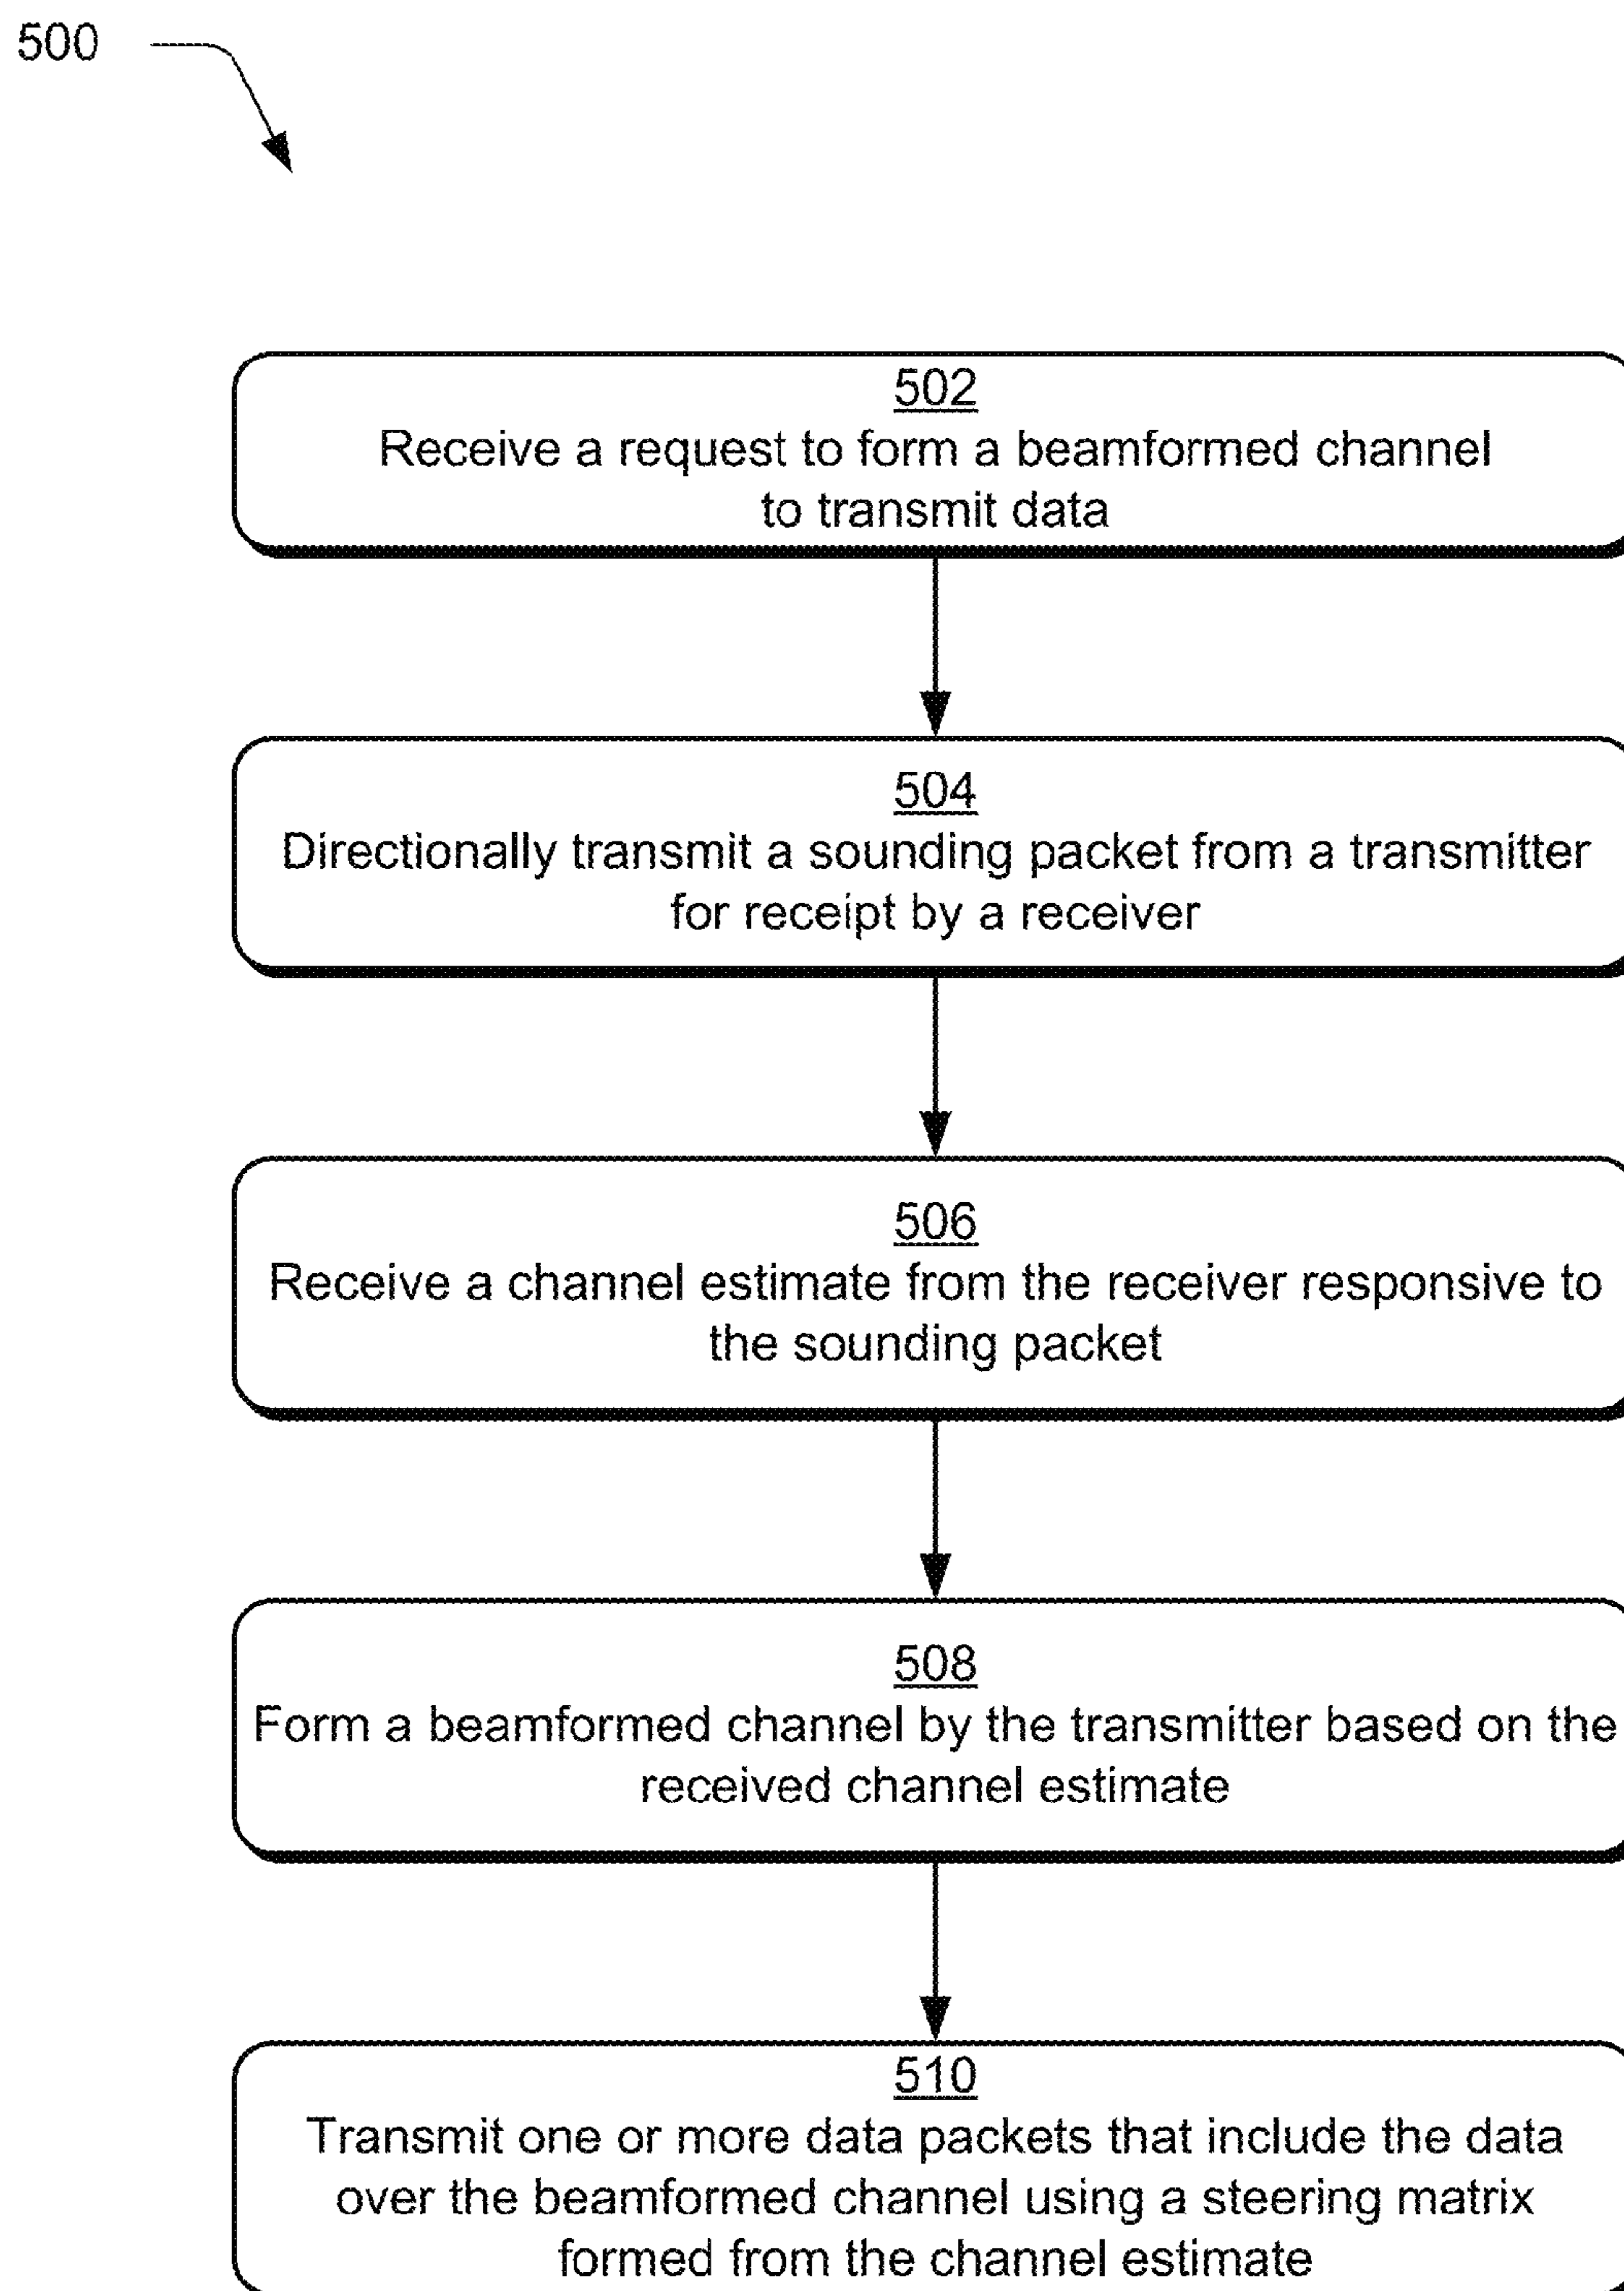 500
502
Receive a request to form a beamformed channel
to transmit data
504
Directionally transmit a sounding packet from a transmitter
for receipt by a receiver
506
Receive a channel estimate from the receiver responsive to
the sounding packet
508
Form a beamformed channel by the transmitter based on the
received channel estimate
510
Transmit one or more data packets that include the data
over the beamformed channel using a steering matrix
formed from the channel estimate